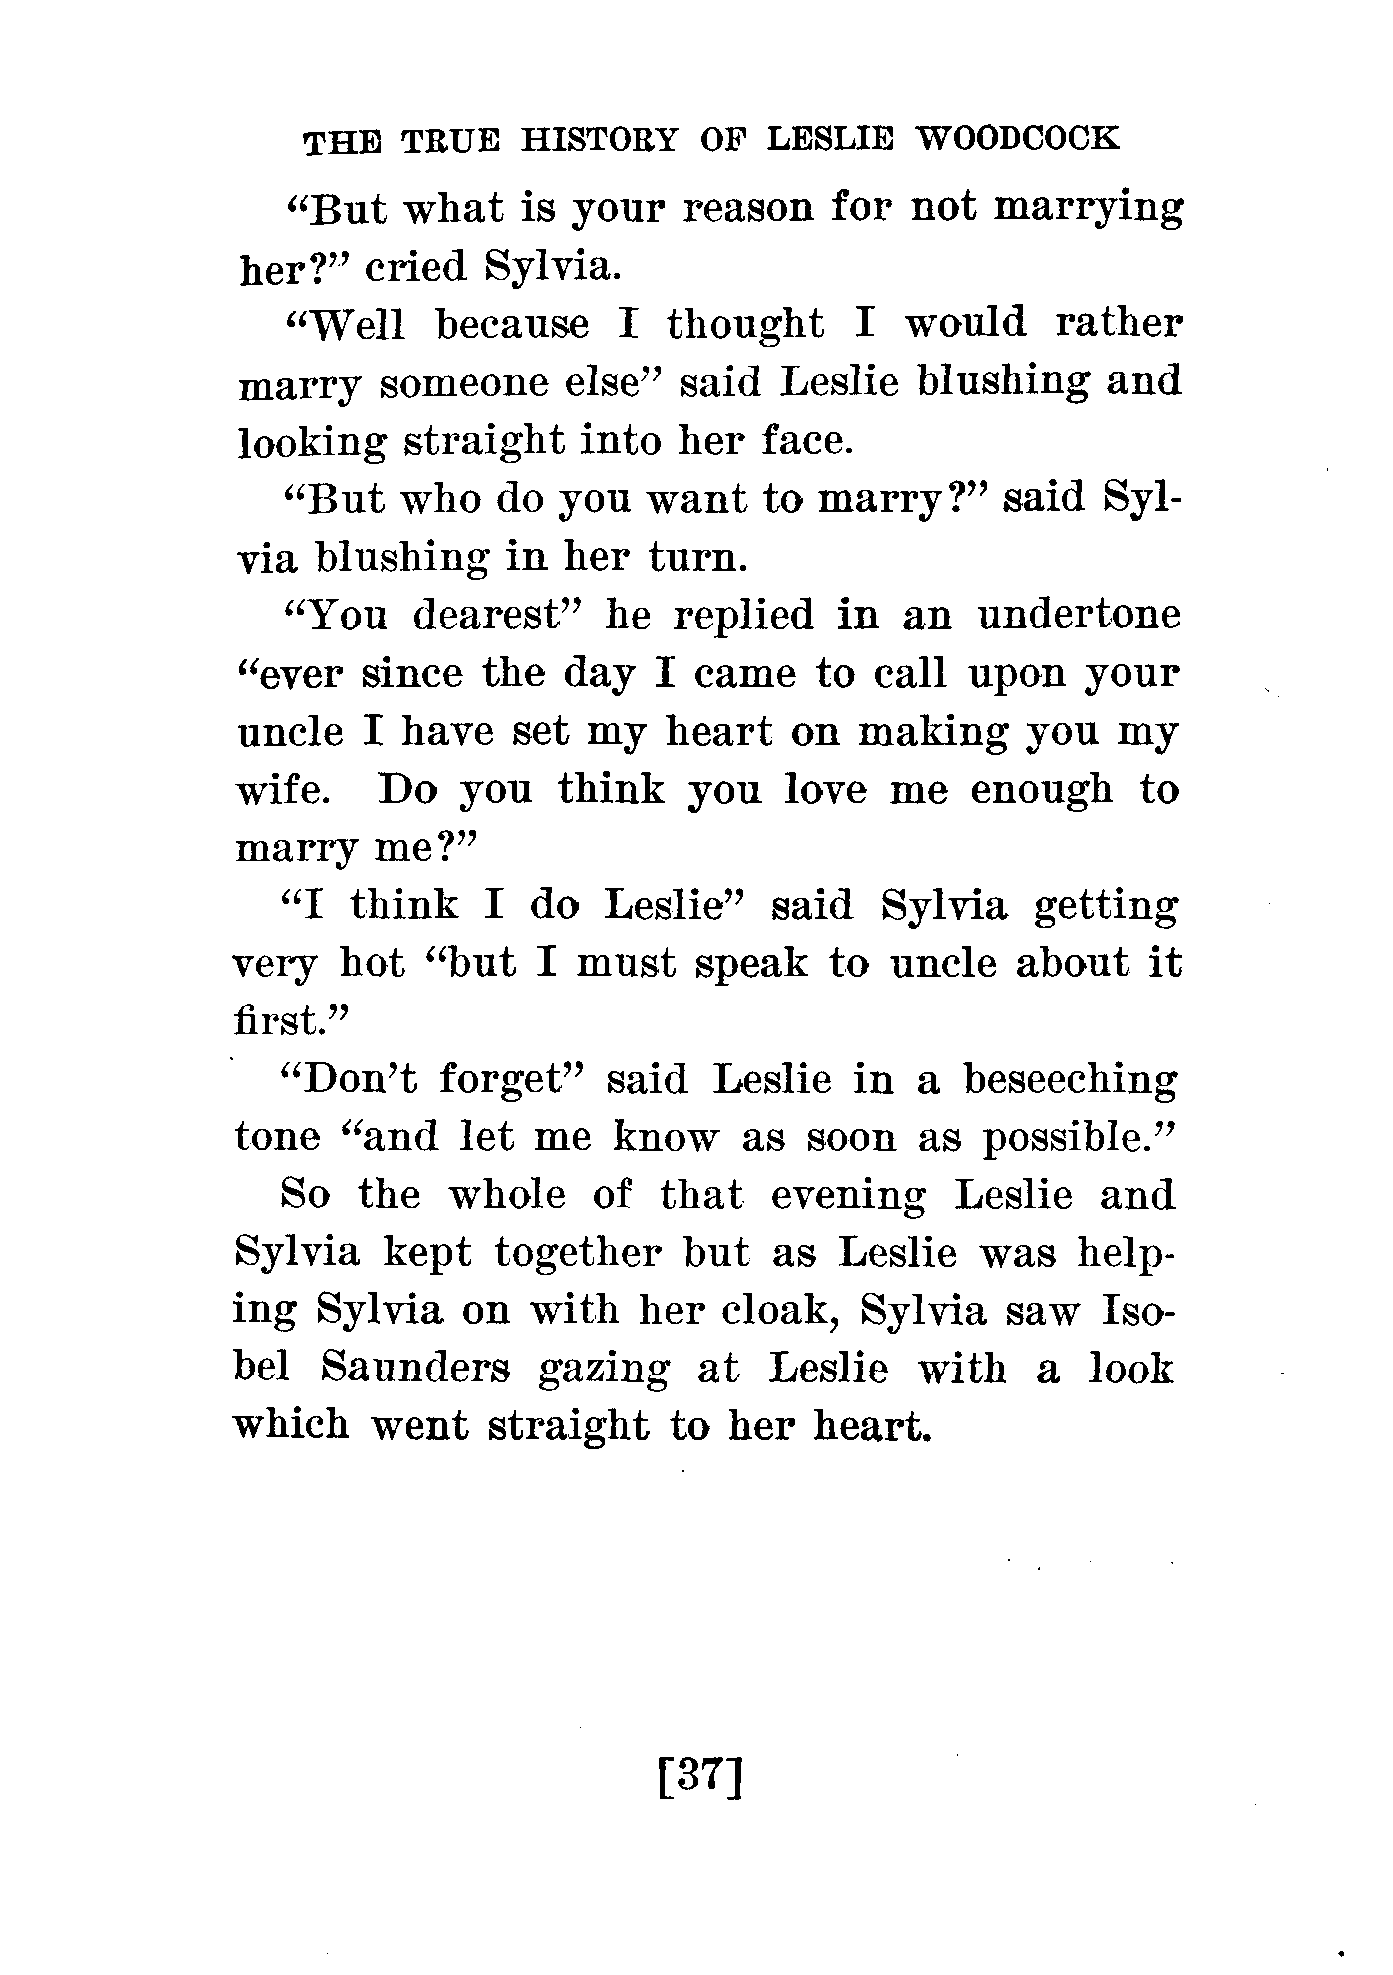 THE TRUE HISTORY OF LESLIE WOODCOCK
“But what is your reason for not marrying
her?” cried Sylvia.
“Well because I thought I would rather
marry someone else” said Leslie blushing and
looking straight into her face.
“But who do you want to marry?” said Syl-
via blushing in her turn.
“You dearest” he replied in an undertone
“ever since the day I came to call upon your
uncle I have set my heart on making you my
wife. Do you think you love me enough to
marry me?”
“I think I do Leslie” said Sylvia getting
very hot “but I must speak to uncle about it
first.”
“Don’t forget” said Leslie in a beseeching
tone “and let me know as soon as possible.”
So the whole of that evening Leslie and
Sylvia kept together but as Leslie was help-
ing Sylvia on with her cloak, Sylvia saw Iso-
bel Saunders gazing at Leslie with a look
which went straight to her heart.
[37]